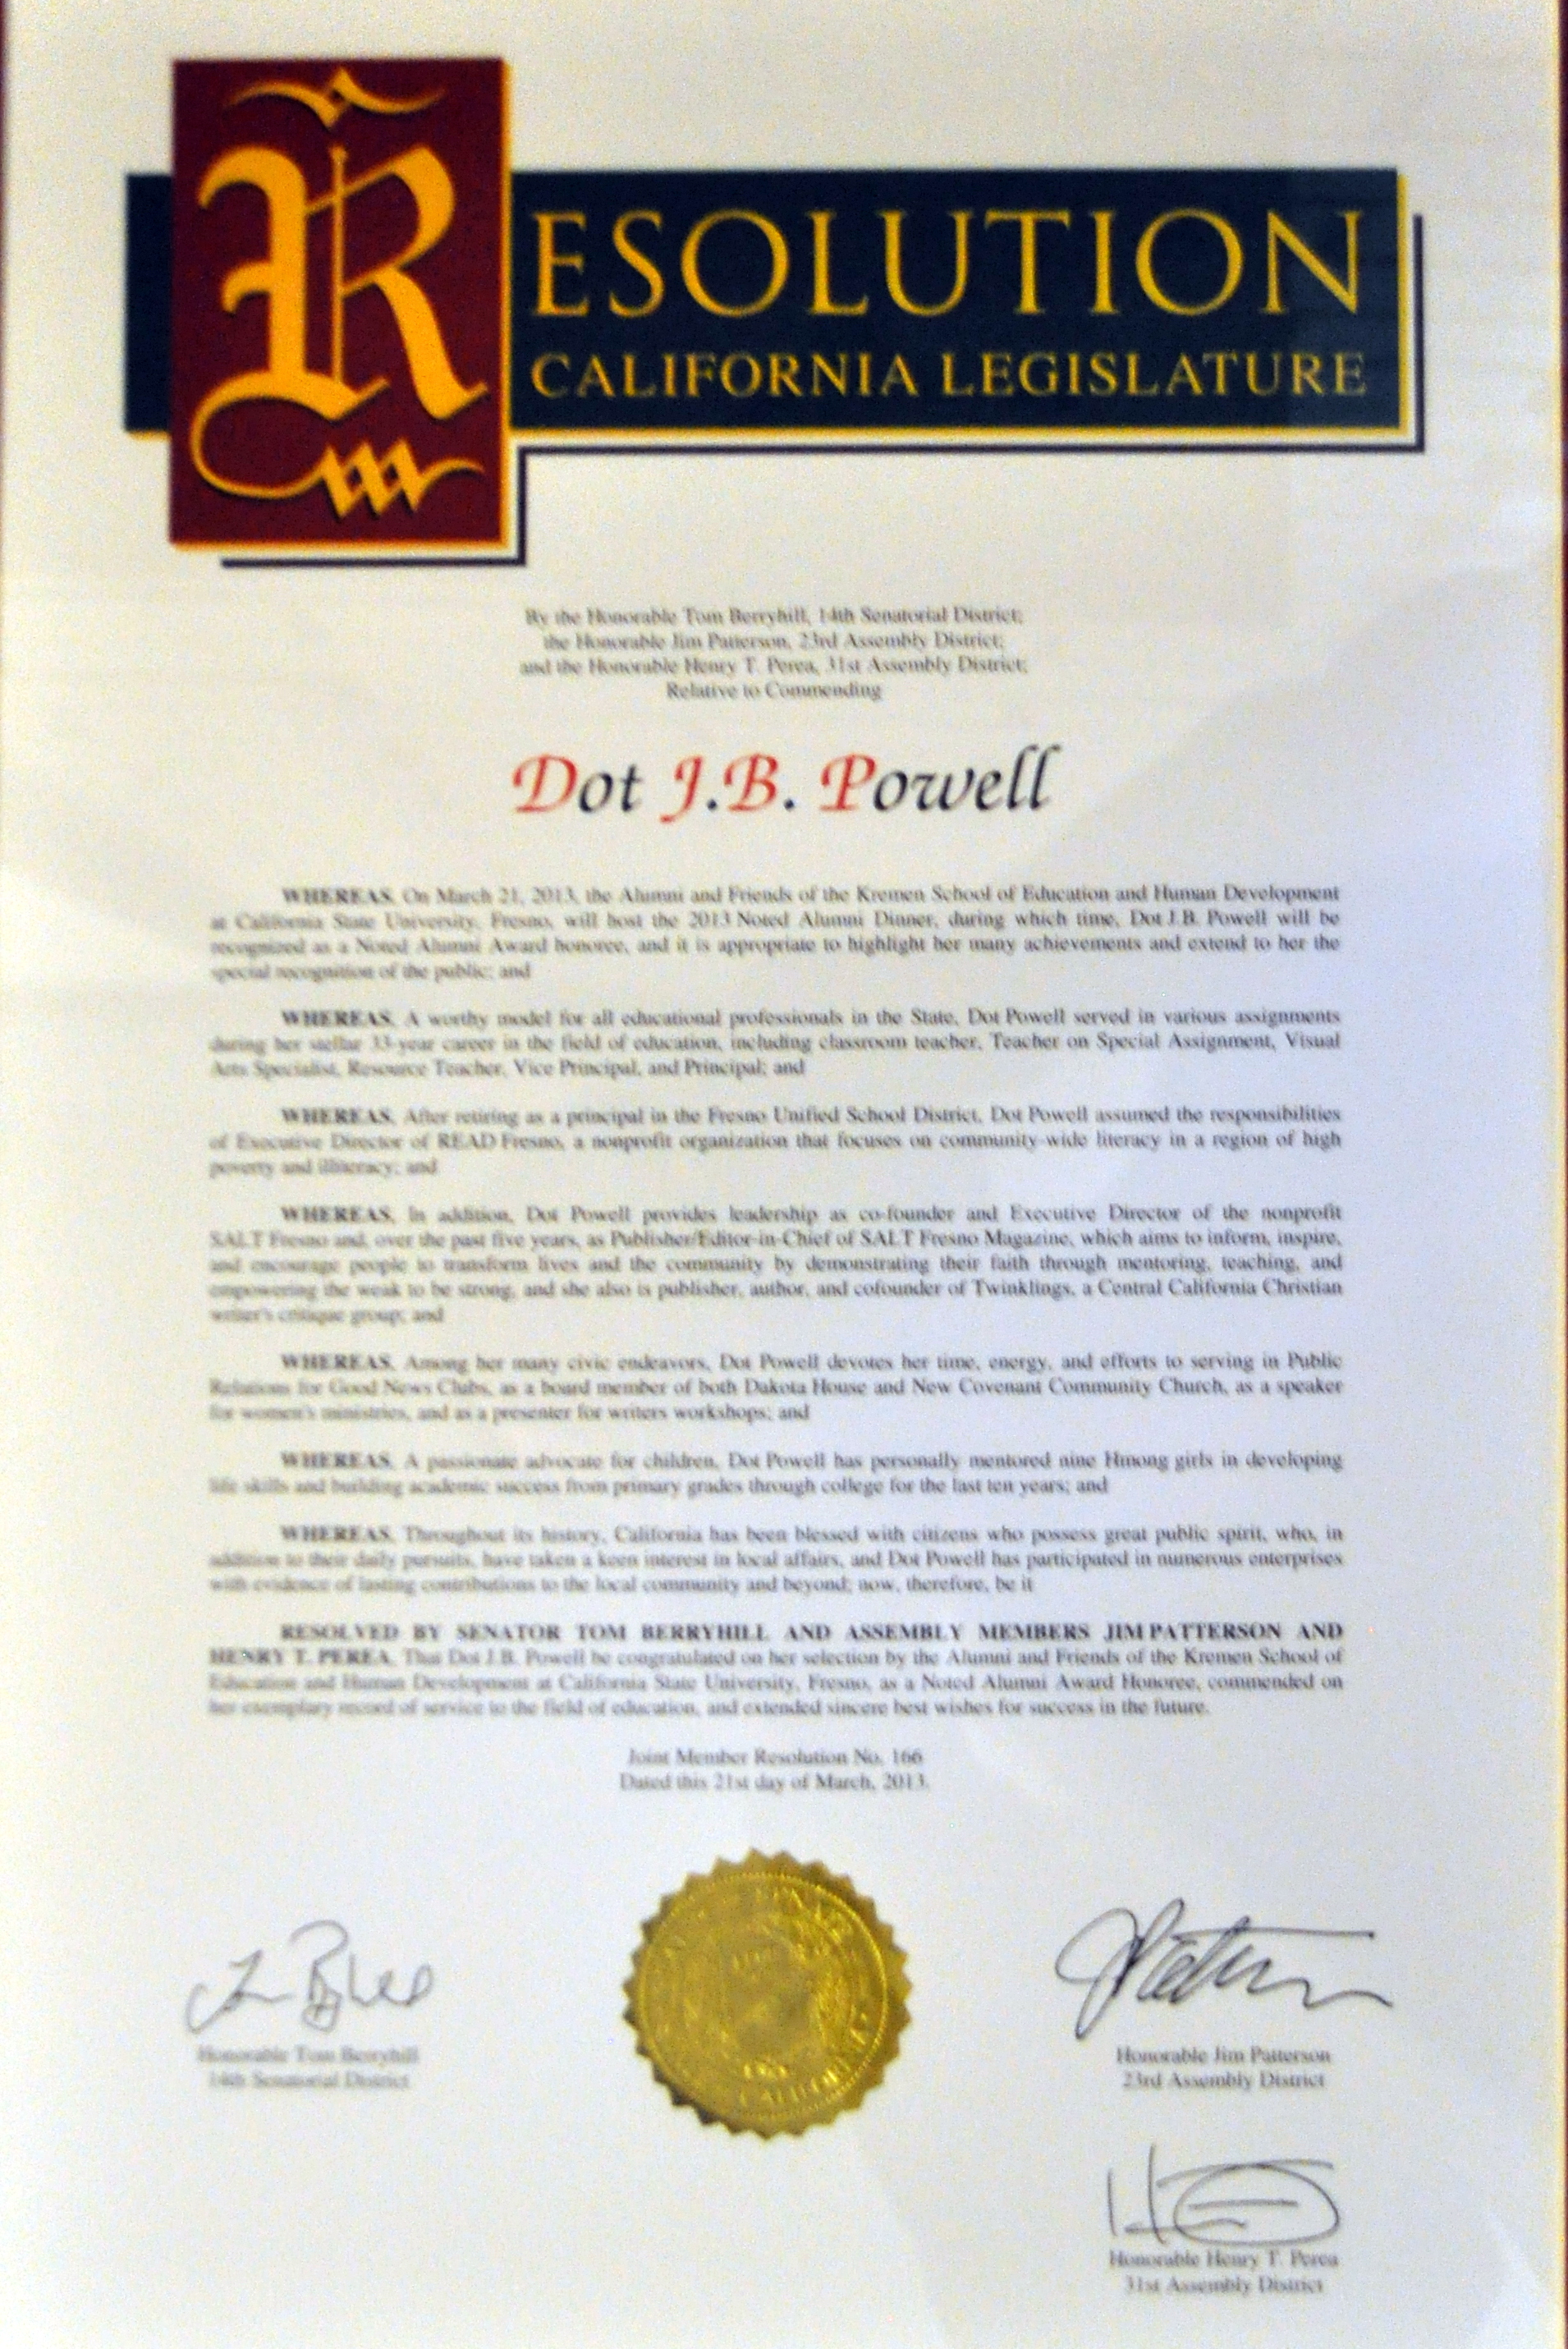 RESOLUTION
CALIFORNIA LEGISLATURE
By the Honorable Tom Berryhill, 14th Senatorial District;
the Honorable Jim Patterson, 23rd Assembly District;
and the Honorable Henry T. Perea, 31st Assembly District;
Relative to Commending
Dot J.B. Powell
WHEREAS, On March 21, 2013, the Alumni and Friends of the Kremen School of Education and Human Development
at California State University, Fresno, will host the 2013 Noted Alumni Dinner, during which time, Dot J.B. Powell will be
recognized as a Noted Alumni Award honoree, and it is appropriate to highlight her many achievements and extend to her the
special recognition of the public; and
WHEREAS, A worthy model for all educational professionals in the State, Dot Powell served in various assignments
during her stellar 33-year career in the field of education, including classroom teacher, Teacher on Special Assignment, Visual
Arts Specialist, Resource Teacher, Vice Principal, and Principal; and
WHEREAS, After retiring as a principal in the Fresno Unified School District, Dot Powell assumed the responsibilities
of Executive Director of READ Fresno, a nonprofit organization that focuses on community-wide literacy in a region of high
poverty and illiteracy; and
WHEREAS, In addition, Dot Powell provides leadership as co-founder and Executive Director of the nonprofit
SALT Fresno and, over the past five years, as Publisher/Editor-in-Chief of SALT Fresno Magazine, which aims to inform, inspire,
and encourage people to transform lives and the community by demonstrating their faith through mentoring, teaching, and
empowering the weak to be strong, and she also is publisher, author, and cofounder of Twinklings, a Central California Christian
writer's critique group; and
WHEREAS, Among her many civic endeavors, Dot Powell devotes her time, energy, and efforts to serving in Public
Relations for Good News Clubs, as a board member of both Dakota House and New Covenant Community Church, as a speaker
for women's ministries, and as a presenter for writers workshops; and
WHEREAS, A passionate advocate for children, Dot Powell has personally mentored nine Hmong girls in developing
life skills and building academic success from primary grades through college for the last ten years; and
WHEREAS, Throughout its history, California has been blessed with citizens who possess great public spirit, who, in
addition to their daily pursuits, have taken a keen interest in local affairs, and Dot Powell has participated in numerous enterprises
with evidence of lasting contributions to the local community and beyond; now, therefore, be it
RESOLVED BY SENATOR TOM BERRYHILL AND ASSEMBLY MEMBERS JIM PATTERSON AND
HENRY T. PEREA, That Dot J.B. Powell be congratulated on her selection by the Alumni and Friends of the Kremen School of
Education and Human Development at California State University, Fresno, as a Noted Alumni Award Honoree, commended on
her exemplary record of service to the field of education, and extended sincere best wishes for success in the future.
Joint Member Resolution No. 166
Dated this 21st day of March, 2013.
Honorable Tom Berryhill
14th Senatorial District
Honorable Jim Patterson
23rd Assembly District
Honorable Henry T. Perea
31st Assembly District